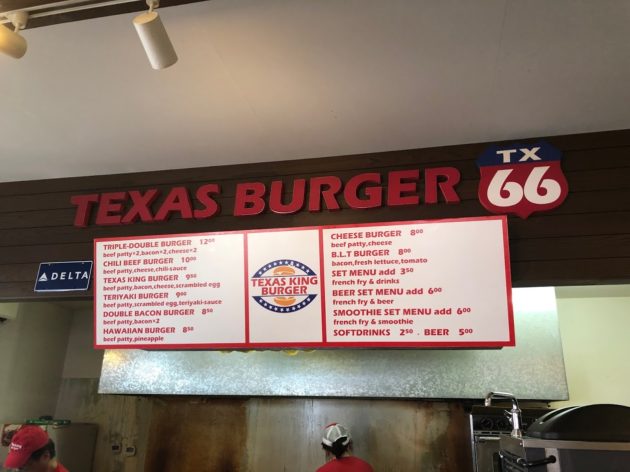 TEXAS BURGER
TX
66
DELTA
TRIPLE-DOUBLE BURGER 12⁰⁰
beef patty×2,bacon×2,cheese×2
CHILI BEEF BURGER 10⁰⁰
beef patty,cheese,chili-sauce
TEXAS KING BURGER 9⁵⁰
beef patty,bacon,cheese,scrambled egg
TERIYAKI BURGER 9⁰⁰
beef patty,scrambled egg,teriyaki-sauce
DOUBLE BACON BURGER 8⁵⁰
beef patty,bacon×2
HAWAIIAN BURGER 8⁵⁰
beef patty,pineapple
TEXAS KING
BURGER
CHEESE BURGER 8⁰⁰
beef patty,cheese
B.L.T BURGER 8⁰⁰
bacon,fresh lettuce,tomato
SET MENU add 3⁵⁰
french fry & drinks
BEER SET MENU add 6⁰⁰
french fry & beer
SMOOTHIE SET MENU add 6⁰⁰
french fry & smoothie
SOFTDRINKS 2⁵⁰ . BEER 5⁰⁰